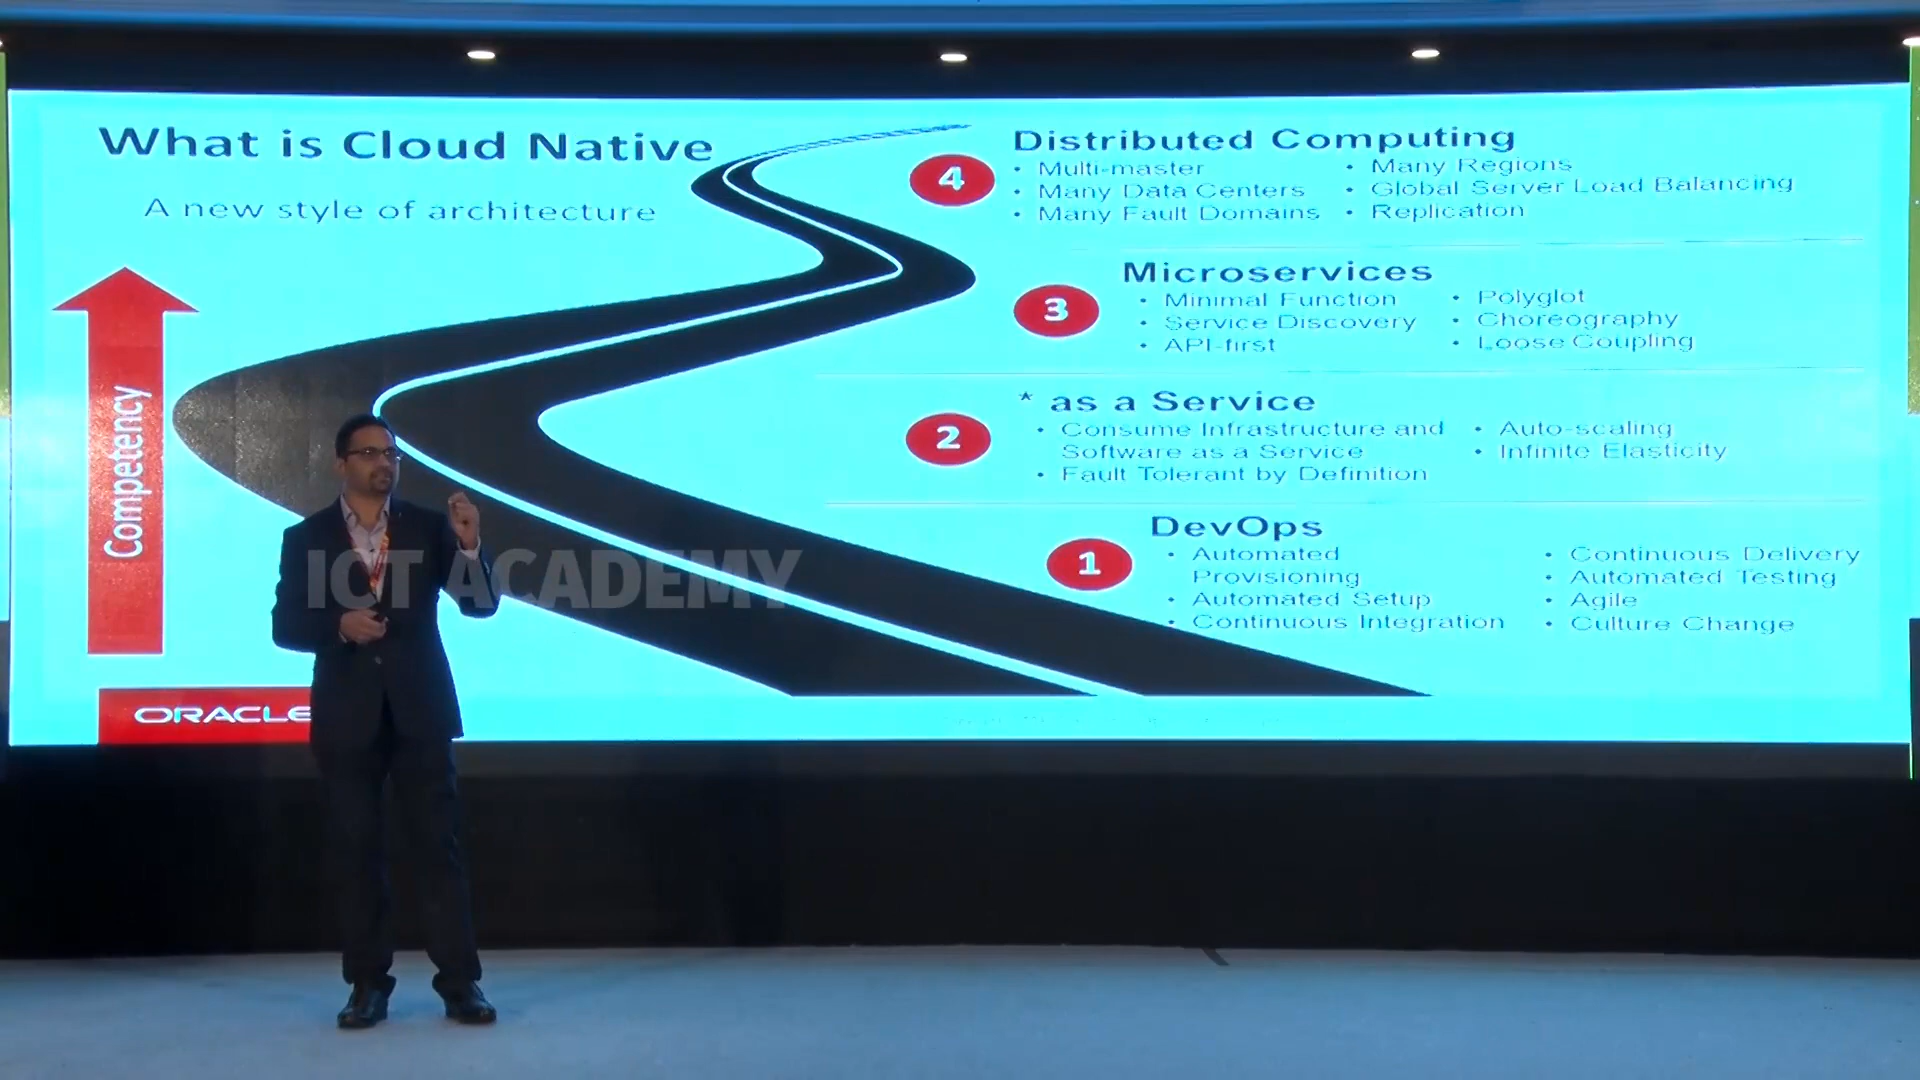 What is Cloud Native
A new style of architecture
Competency
ORACLE
4
Distributed Computing
• Multi-master
• Many Data Centers
• Many Fault Domains
• Many Regions
• Global Server Load Balancing
• Replication
3
Microservices
• Minimal Function
• Service Discovery
• API-first
• Polyglot
• Choreography
• Loose Coupling
2
* as a Service
• Consume Infrastructure and
Software as a Service
• Fault Tolerant by Definition
• Auto-scaling
• Infinite Elasticity
1
DevOps
• Automated
Provisioning
• Automated Setup
• Continuous Integration
• Continuous Delivery
• Automated Testing
• Agile
• Culture Change
ICT ACADEMY